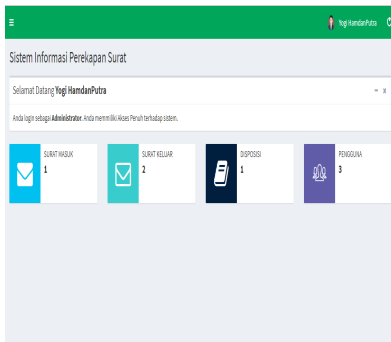 Yogi HamdanPutra
Sistem Informasi Perekapan Surat
Selamat Datang Yogi HamdanPutra
Anda login sebagai Administrator. Anda memmiliki Akses Penuh terhadap sistem.
SURAT MASUK
1
SURAT KELUAR
2
DISPOSISI
1
PENGGUNA
3